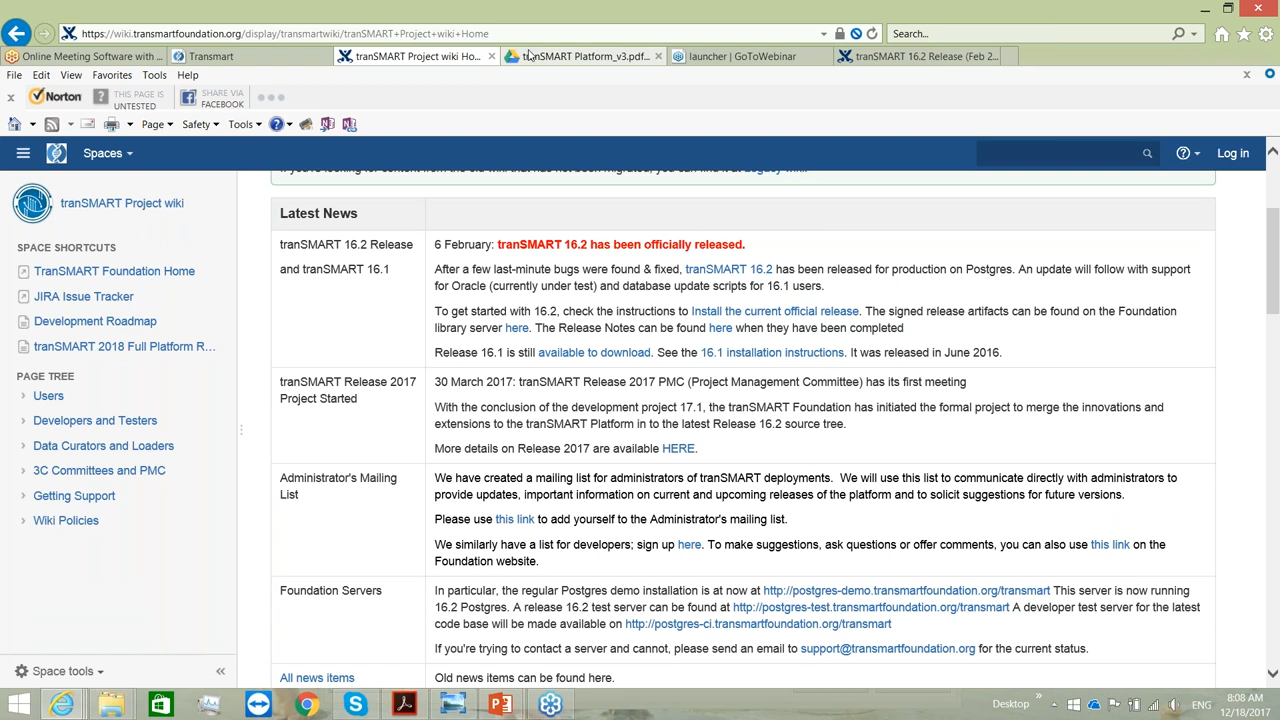 https://wiki.transmartfoundation.org/display/transmartwiki/tranSMART+Project+wiki+Home
Search...
Online Meeting Software with ...
Transmart
tranSMART Project wiki Ho...
tranSMART Platform_v3.pdf...
launcher | GoToWebinar
tranSMART 16.2 Release (Feb 2...
File Edit View Favorites Tools Help
Norton
THIS PAGE IS UNTESTED
SHARE VIA FACEBOOK
Page Safety Tools
Spaces
Log in
tranSMART Project wiki
SPACE SHORTCUTS
TranSMART Foundation Home
JIRA Issue Tracker
Development Roadmap
tranSMART 2018 Full Platform R...
PAGE TREE
Users
Developers and Testers
Data Curators and Loaders
3C Committees and PMC
Getting Support
Wiki Policies
Space tools
Latest News
tranSMART 16.2 Release
and tranSMART 16.1
6 February: tranSMART 16.2 has been officially released.
After a few last-minute bugs were found & fixed, tranSMART 16.2 has been released for production on Postgres. An update will follow with support
for Oracle (currently under test) and database update scripts for 16.1 users.
To get started with 16.2, check the instructions to Install the current official release. The signed release artifacts can be found on the Foundation
library server here. The Release Notes can be found here when they have been completed
Release 16.1 is still available to download. See the 16.1 installation instructions. It was released in June 2016.
tranSMART Release 2017
Project Started
30 March 2017: tranSMART Release 2017 PMC (Project Management Committee) has its first meeting
With the conclusion of the development project 17.1, the tranSMART Foundation has initiated the formal project to merge the innovations and
extensions to the tranSMART Platform in to the latest Release 16.2 source tree.
More details on Release 2017 are available HERE.
Administrator's Mailing
List
We have created a mailing list for administrators of tranSMART deployments. We will use this list to communicate directly with administrators to
provide updates, important information on current and upcoming releases of the platform and to solicit suggestions for future versions.
Please use this link to add yourself to the Administrator's mailing list.
We similarly have a list for developers; sign up here. To make suggestions, ask questions or offer comments, you can also use this link on the
Foundation website.
Foundation Servers
In particular, the regular Postgres demo installation is at now at http://postgres-demo.transmartfoundation.org/transmart This server is now running
16.2 Postgres. A release 16.2 test server can be found at http://postgres-test.transmartfoundation.org/transmart A developer test server for the latest
code base will be made available on http://postgres-ci.transmartfoundation.org/transmart
If you're trying to contact a server and cannot, please send an email to support@transmartfoundation.org for the current status.
All news items
Old news items can be found here.
Desktop
ENG
8:08 AM
12/18/2017